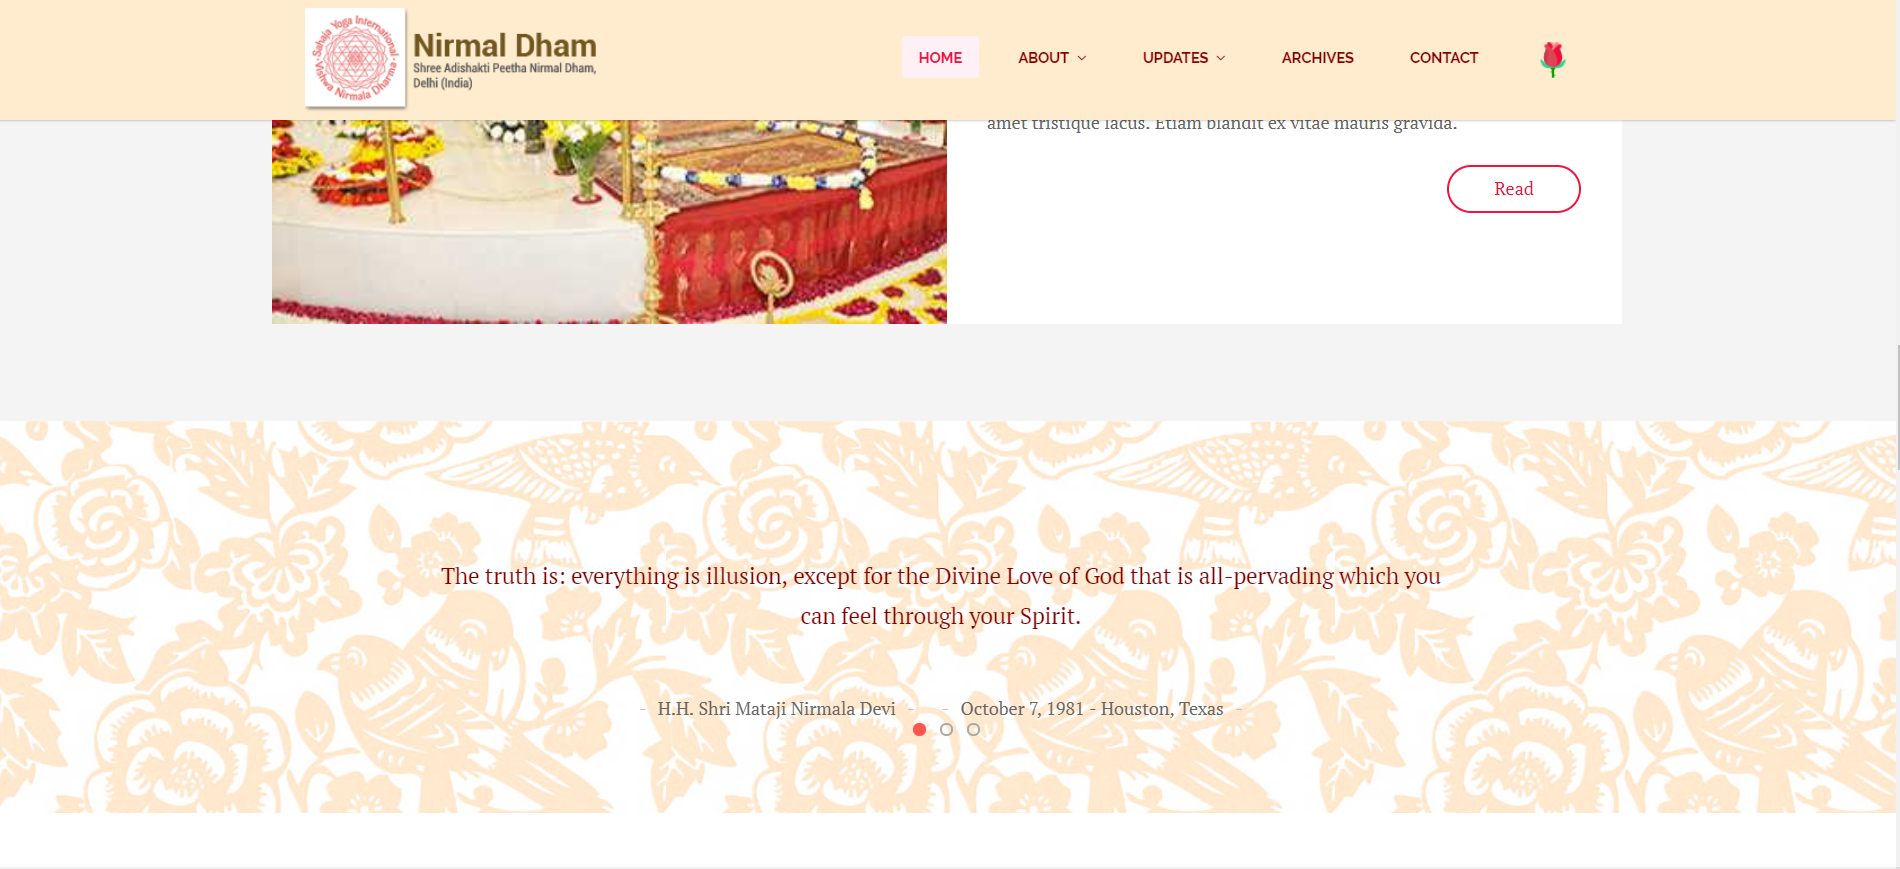 Sahaja Yoga International
Vishwa Nirmala Dharma
Nirmal Dham
Shree Adishakti Peetha Nirmal Dham,
Delhi (India)
HOME
ABOUT
UPDATES
ARCHIVES
CONTACT
amet tristique lacus. Etiam blandit ex vitae mauris gravida.
Read
The truth is: everything is illusion, except for the Divine Love of God that is all-pervading which you
can feel through your Spirit.
- H.H. Shri Mataji Nirmala Devi - - October 7, 1981 - Houston, Texas -